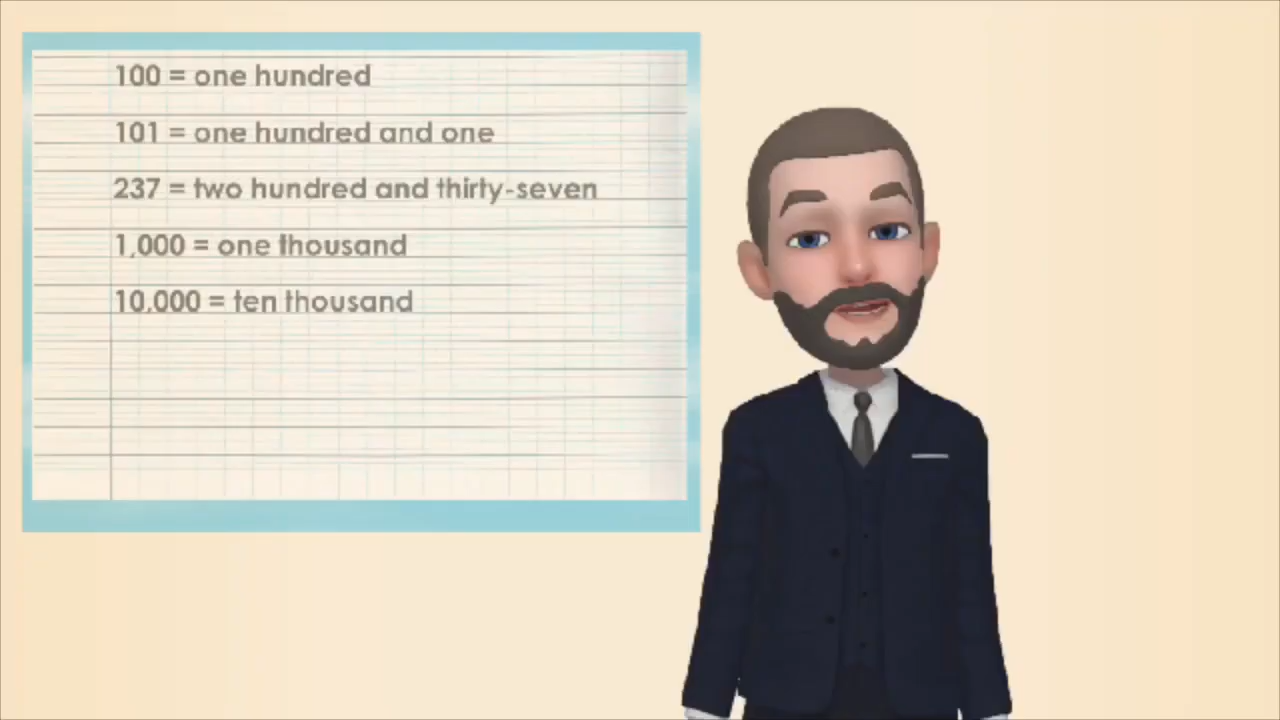 100 = one hundred
101 = one hundred and one
237 = two hundred and thirty-seven
1,000 = one thousand
10,000 = ten thousand